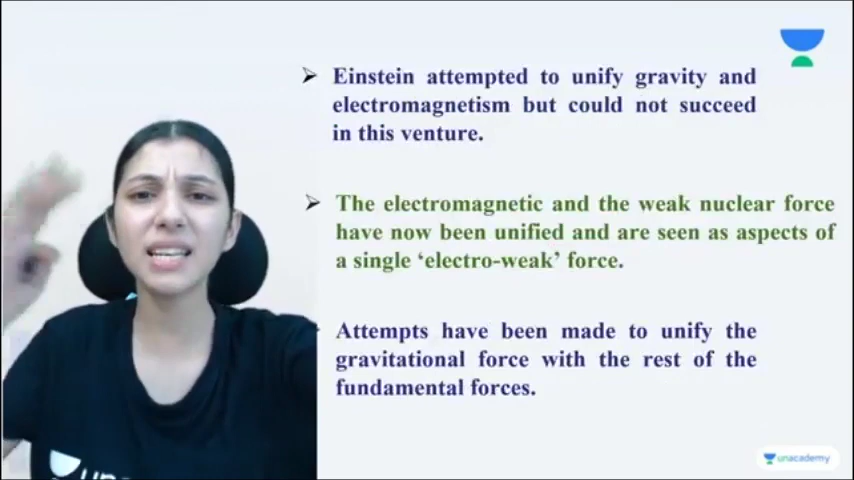 Einstein attempted to unify gravity and
electromagnetism but could not succeed
in this venture.
The electromagnetic and the weak nuclear force
have now been unified and are seen as aspects of
a single ‘electro-weak’ force.
Attempts have been made to unify the
gravitational force with the rest of the
fundamental forces.
unacademy